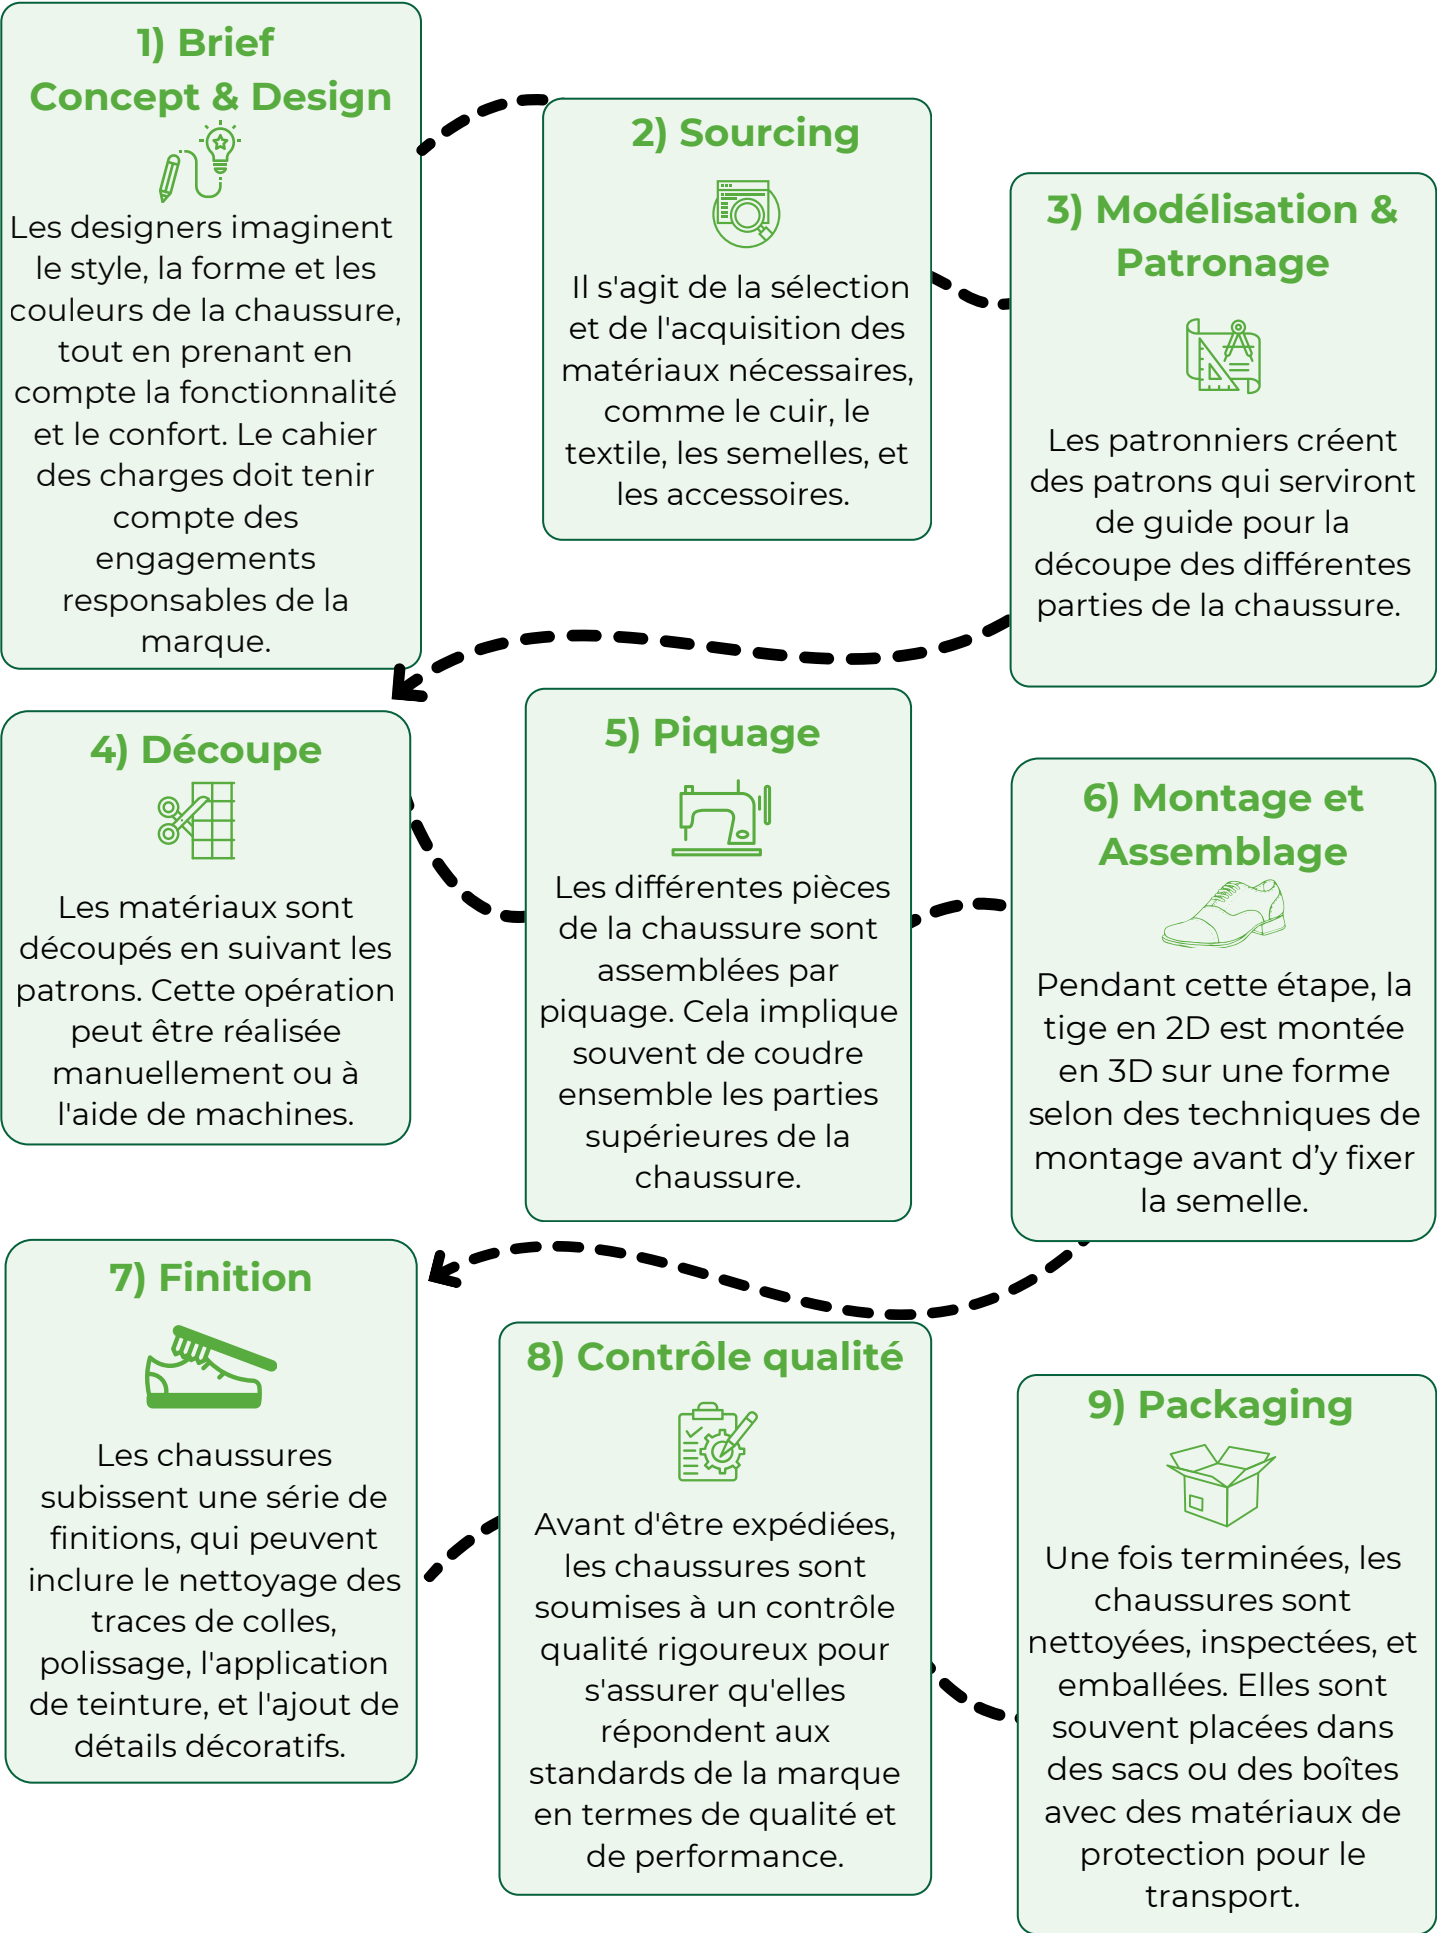 1) Brief
Concept & Design
Les designers imaginent
le style, la forme et les
couleurs de la chaussure,
tout en prenant en
compte la fonctionnalité
et le confort. Le cahier
des charges doit tenir
compte des
engagements
responsables de la
marque.
2) Sourcing
Il s'agit de la sélection
et de l'acquisition des
matériaux nécessaires,
comme le cuir, le
textile, les semelles, et
les accessoires.
3) Modélisation &
Patronage
Les patronniers créent
des patrons qui serviront
de guide pour la
découpe des différentes
parties de la chaussure.
4) Découpe
Les matériaux sont
découpés en suivant les
patrons. Cette opération
peut être réalisée
manuellement ou à
l'aide de machines.
5) Piquage
Les différentes pièces
de la chaussure sont
assemblées par
piquage. Cela implique
souvent de coudre
ensemble les parties
supérieures de la
chaussure.
6) Montage et
Assemblage
Pendant cette étape, la
tige en 2D est montée
en 3D sur une forme
selon des techniques de
montage avant d’y fixer
la semelle.
7) Finition
Les chaussures
subissent une série de
finitions, qui peuvent
inclure le nettoyage des
traces de colles,
polissage, l'application
de teinture, et l'ajout de
détails décoratifs.
8) Contrôle qualité
Avant d'être expédiées,
les chaussures sont
soumises à un contrôle
qualité rigoureux pour
s'assurer qu'elles
répondent aux
standards de la marque
en termes de qualité et
de performance.
9) Packaging
Une fois terminées, les
chaussures sont
nettoyées, inspectées, et
emballées. Elles sont
souvent placées dans
des sacs ou des boîtes
avec des matériaux de
protection pour le
transport.